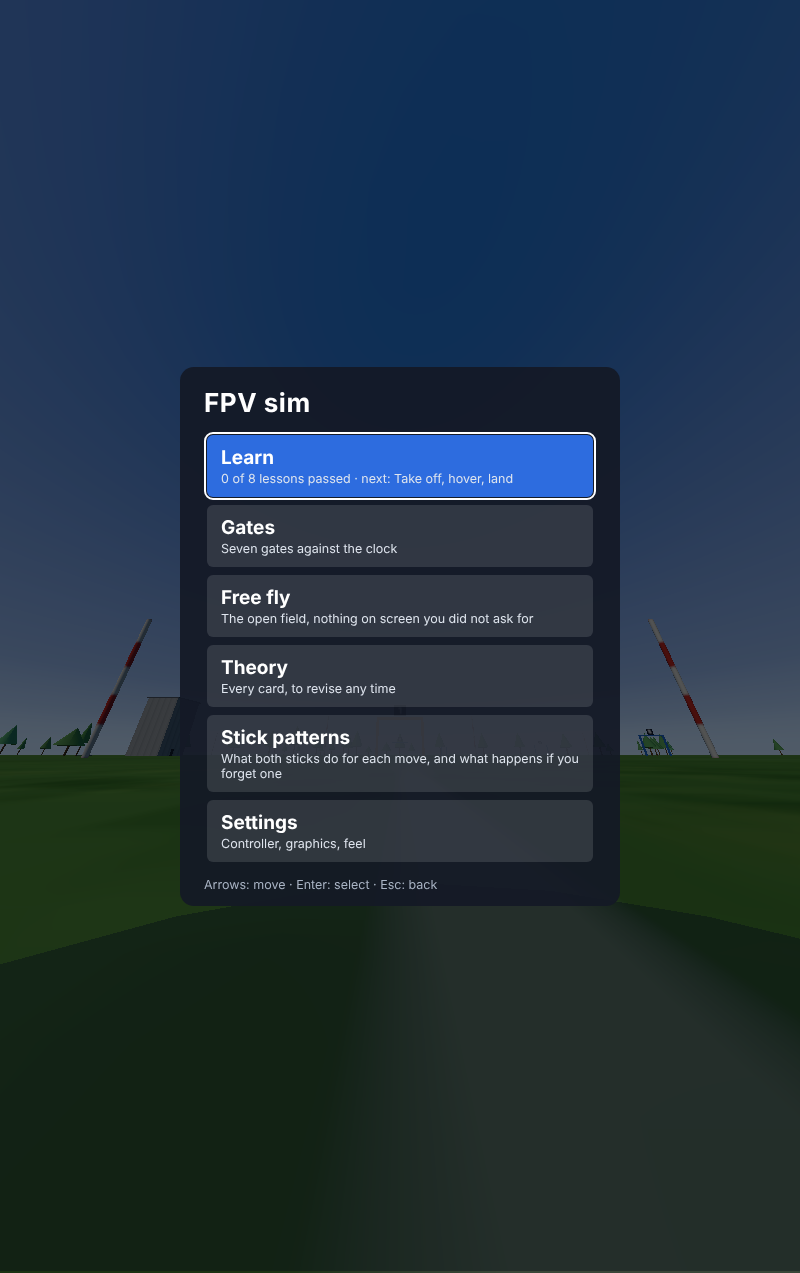 FPV sim
Learn
0 of 8 lessons passed · next: Take off, hover, land
Gates
Seven gates against the clock
Free fly
The open field, nothing on screen you did not ask for
Theory
Every card, to revise any time
Stick patterns
What both sticks do for each move, and what happens if you
forget one
Settings
Controller, graphics, feel
Arrows: move · Enter: select · Esc: back